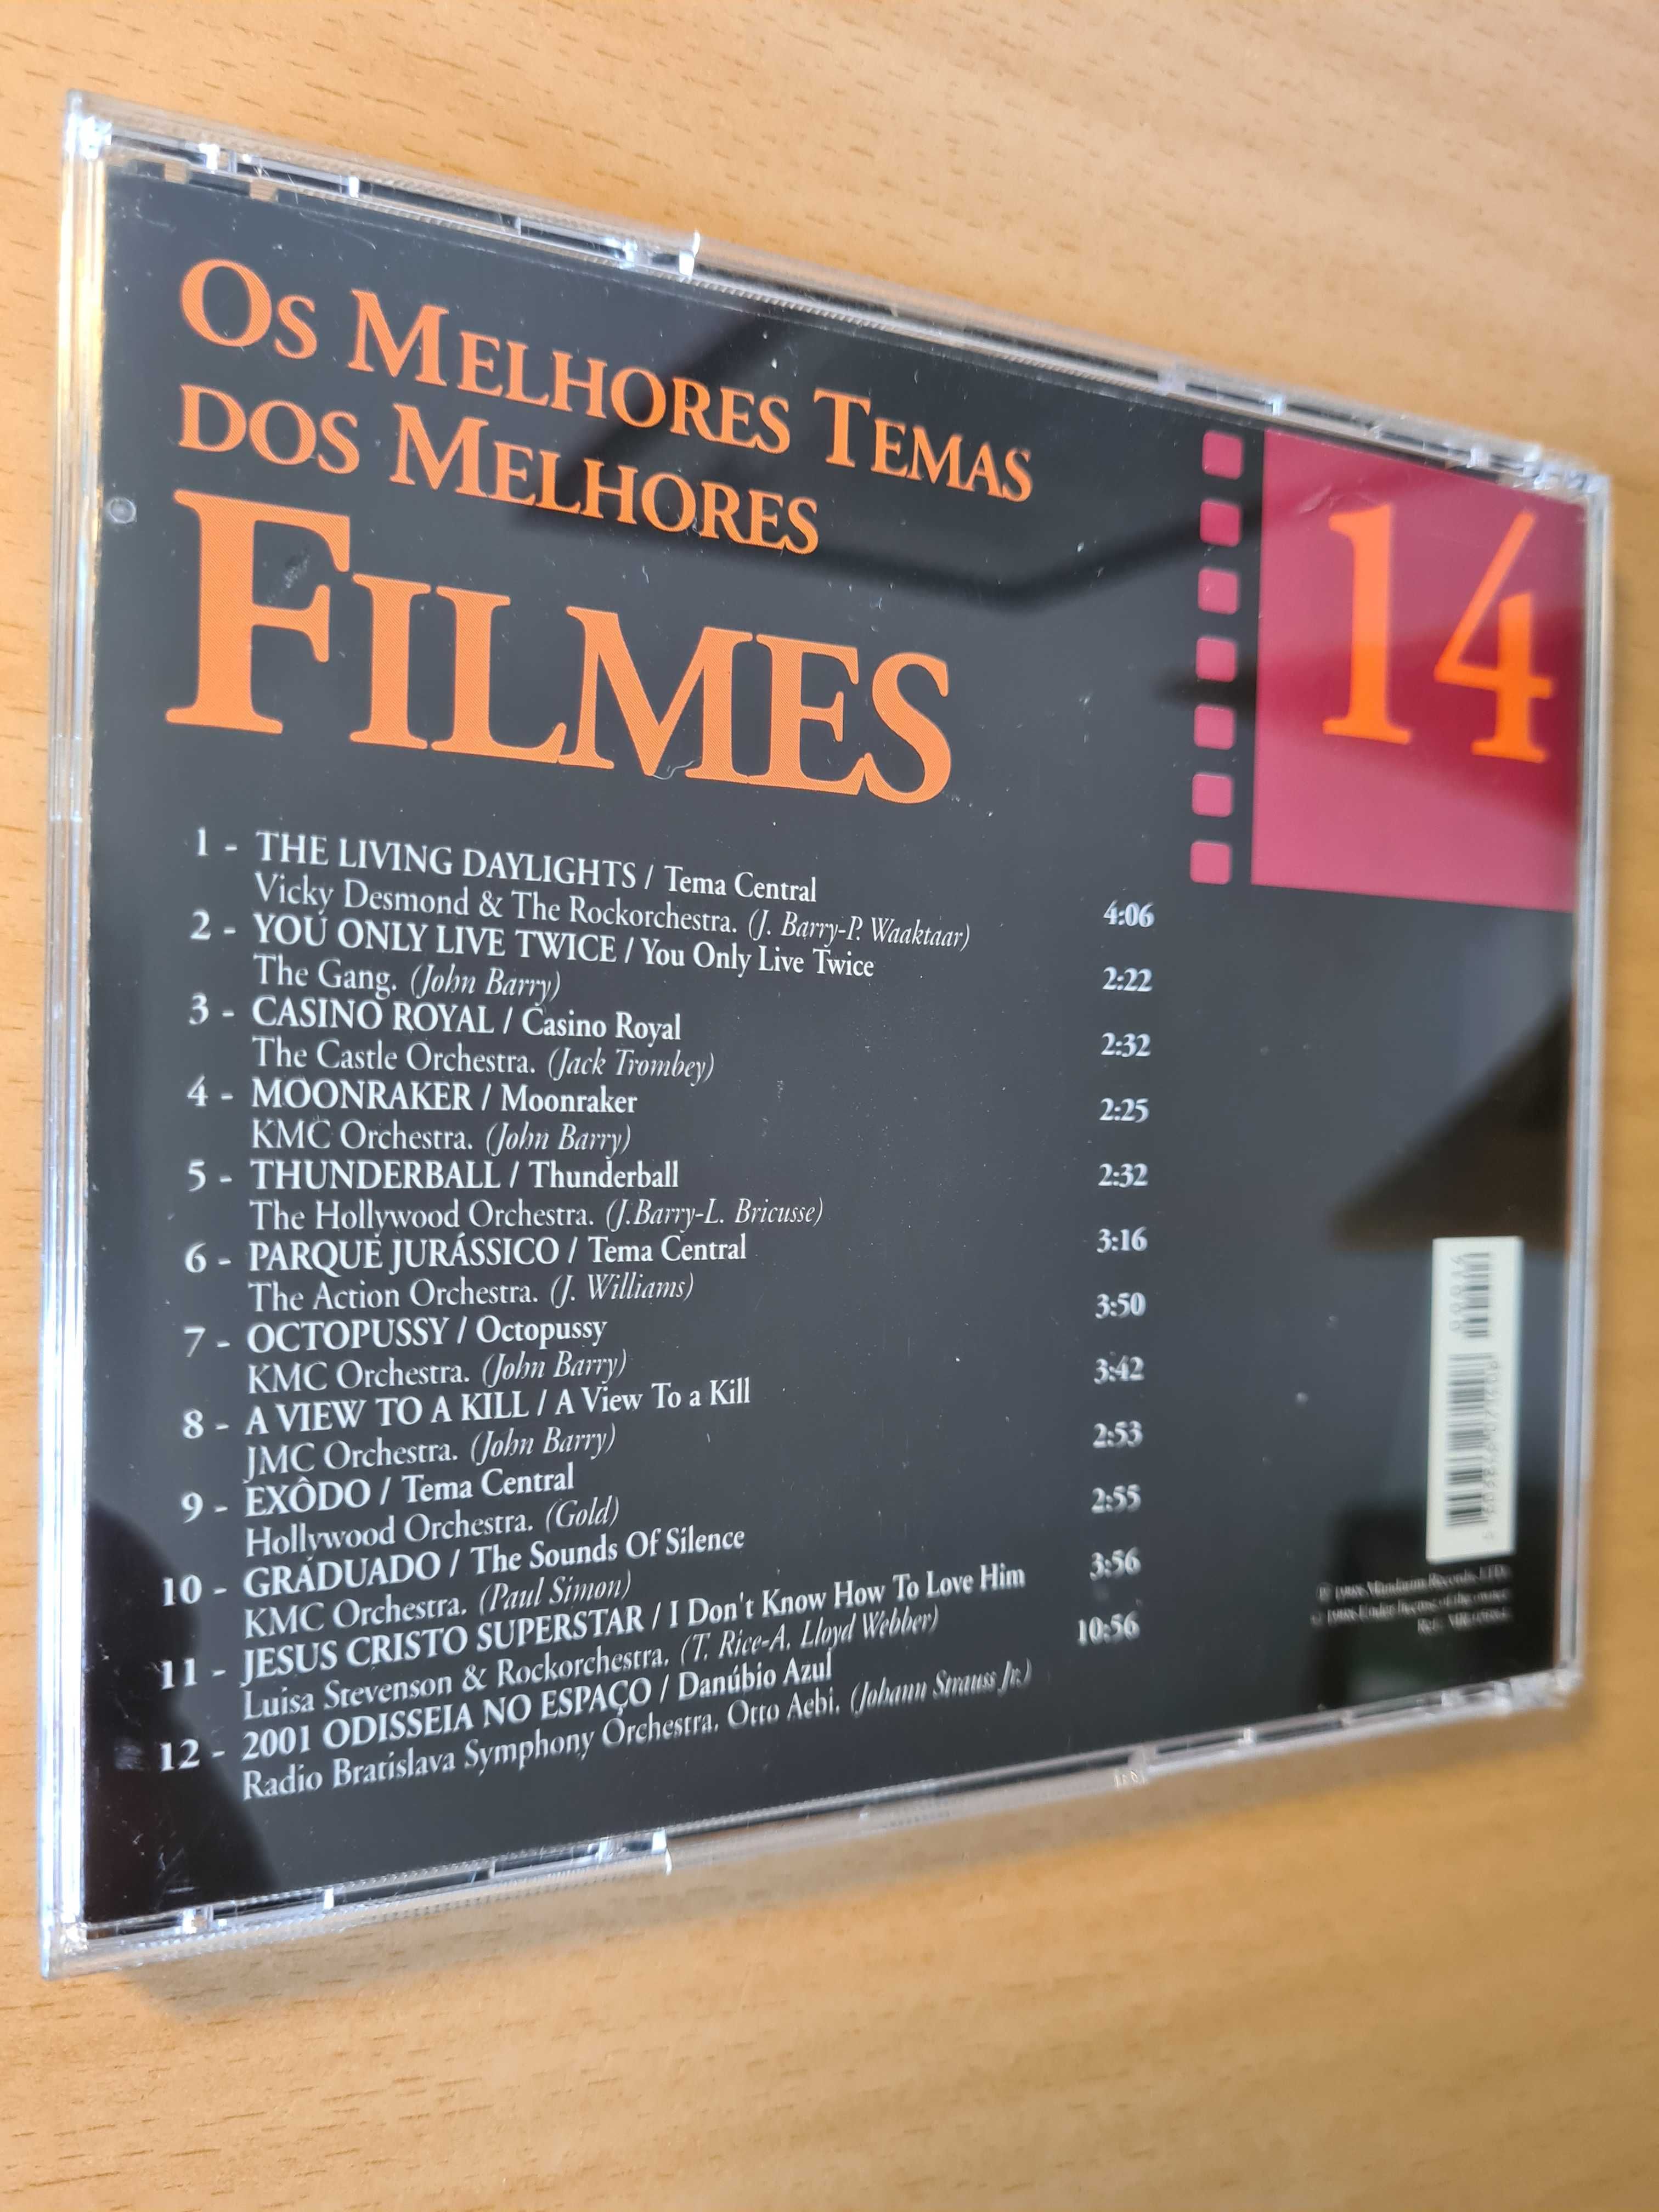 Os Melhores Temas
dos Melhores
Filmes
14
1 - THE LIVING DAYLIGHTS / Tema Central
Vicky Desmond & The Rockorchestra. (J. Barry-P. Waaktaar) 4:06
2 - YOU ONLY LIVE TWICE / You Only Live Twice
The Gang. (John Barry) 2:22
3 - CASINO ROYAL / Casino Royal
The Castle Orchestra. (Jack Trombey) 2:32
4 - MOONRAKER / Moonraker
KMC Orchestra. (John Barry) 2:25
5 - THUNDERBALL / Thunderball
The Hollywood Orchestra. (J.Barry-L. Bricusse) 2:32
6 - PARQUE JURÁSSICO / Tema Central
The Action Orchestra. (J. Williams) 3:16
7 - OCTOPUSSY / Octopussy
KMC Orchestra. (John Barry) 3:50
8 - A VIEW TO A KILL / A View To a Kill
JMC Orchestra. (John Barry) 3:42
9 - EXÔDO / Tema Central
Hollywood Orchestra. (Gold) 2:53
10 - GRADUADO / The Sounds Of Silence
KMC Orchestra. (Paul Simon) 2:55
11 - JESUS CRISTO SUPERSTAR / I Don't Know How To Love Him
Luisa Stevenson & Rockorchestra. (T. Rice-A. Lloyd Webber) 3:56
12 - 2001 ODISSEIA NO ESPAÇO / Danúbio Azul
Radio Bratislava Symphony Orchestra. Otto Aebi. (Johann Strauss Jr.) 10:56